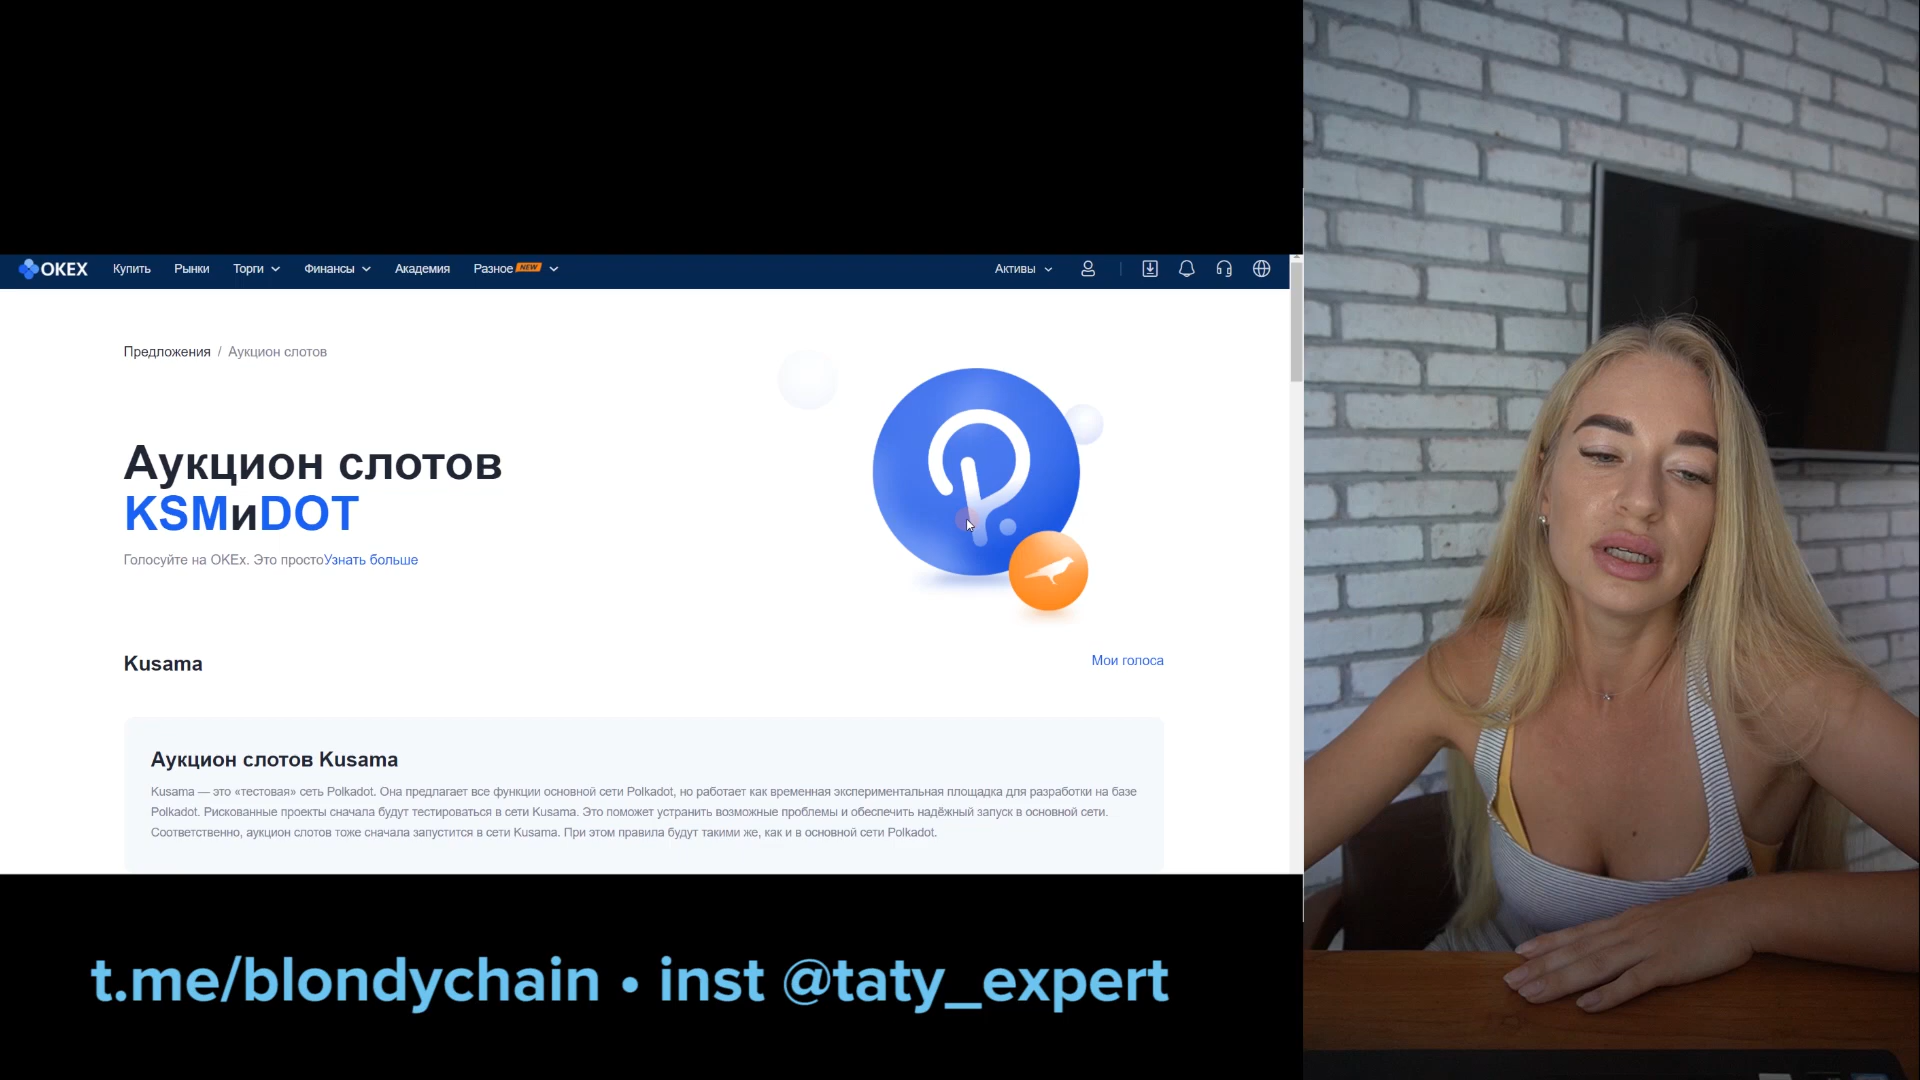 OKEX Купить Рынки Торги Финансы Академия Разное NEW Активы
Предложения / Аукцион слотов
Аукцион слотов
KSMиDOT
Голосуйте на OKEx. Это простоУзнать больше
Kusama
Мои голоса
Аукцион слотов Kusama
Kusama — это «тестовая» сеть Polkadot. Она предлагает все функции основной сети Polkadot, но работает как временная экспериментальная площадка для разработки на базе
Polkadot. Рискованные проекты сначала будут тестироваться в сети Kusama. Это поможет устранить возможные проблемы и обеспечить надёжный запуск в основной сети.
Соответственно, аукцион слотов тоже сначала запустится в сети Kusama. При этом правила будут такими же, как и в основной сети Polkadot.
t.me/blondychain • inst @taty_expert